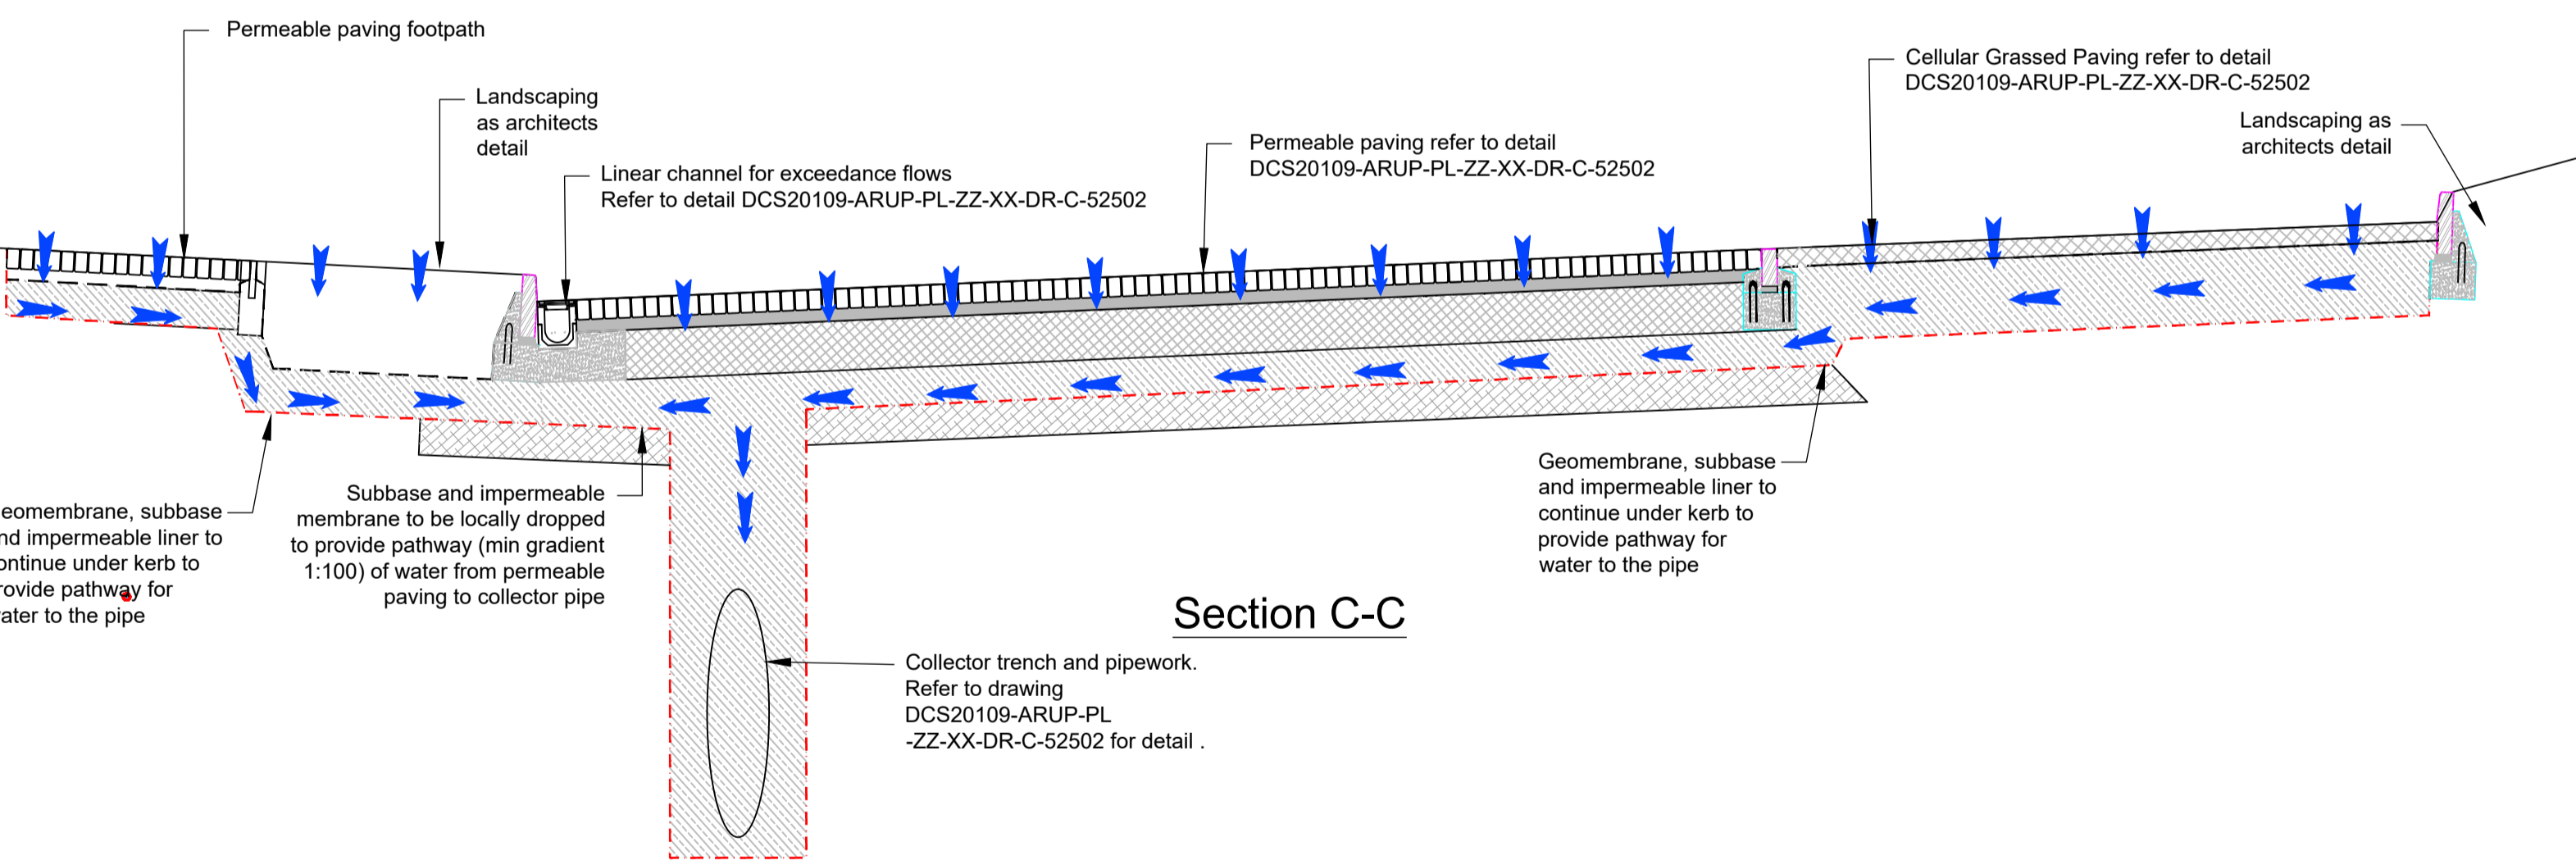 Permeable paving footpath
Landscaping
as architects
detail
Linear channel for exceedance flows
Refer to detail DCS20109-ARUP-PL-ZZ-XX-DR-C-52502
Permeable paving refer to detail
DCS20109-ARUP-PL-ZZ-XX-DR-C-52502
Cellular Grassed Paving refer to detail
DCS20109-ARUP-PL-ZZ-XX-DR-C-52502
Landscaping as
architects detail
eomembrane, subbase
nd impermeable liner to
ontinue under kerb to
rovide pathway for
ater to the pipe
Subbase and impermeable
membrane to be locally dropped
to provide pathway (min gradient
1:100) of water from permeable
paving to collector pipe
Geomembrane, subbase
and impermeable liner to
continue under kerb to
provide pathway for
water to the pipe
Section C-C
Collector trench and pipework.
Refer to drawing
DCS20109-ARUP-PL
-ZZ-XX-DR-C-52502 for detail .